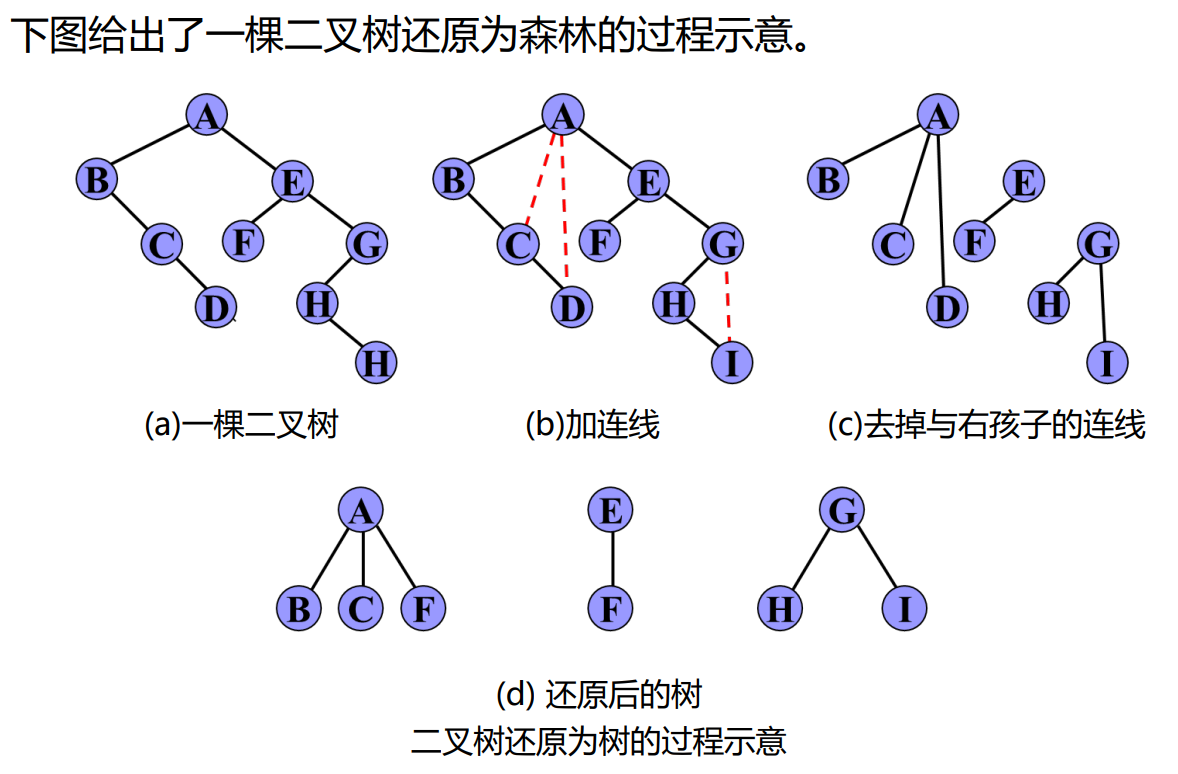 下图给出了一棵二叉树还原为森林的过程示意。
A A A
B E B E B E
C F G C F G C F G
D H D H D H
H I I
(a)一棵二叉树 (b)加连线 (c)去掉与右孩子的连线
A E G
B C F F H I
(d) 还原后的树
二叉树还原为树的过程示意